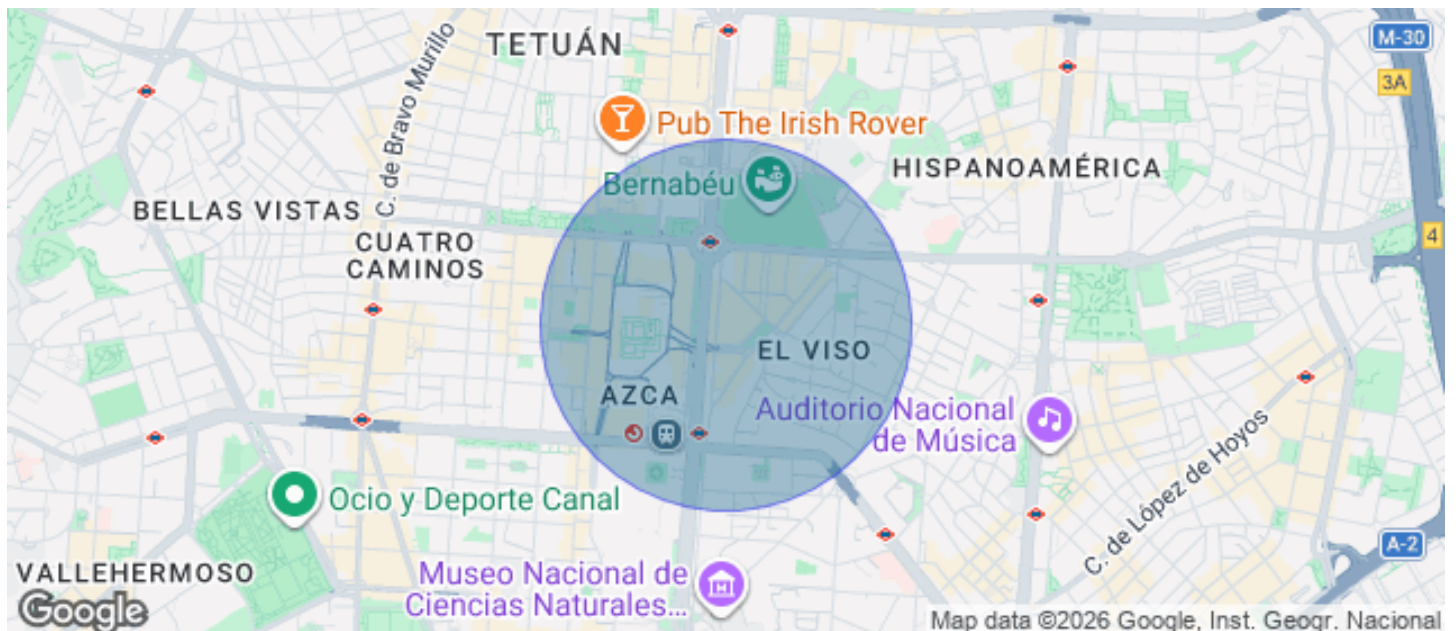 TETUÁN
M-30
3A
C. de Bravo Murillo
Pub The Irish Rover
HISPANOAMÉRICA
Bernabéu
BELLAS VISTAS
4
CUATRO
CAMINOS
EL VISO
AZCA
Auditorio Nacional
de Música
Ocio y Deporte Canal
C. de López de Hoyos
A-2
VALLEHERMOSO
Museo Nacional de
Ciencias Naturales...
Google
Map data ©2026 Google, Inst. Geogr. Nacional